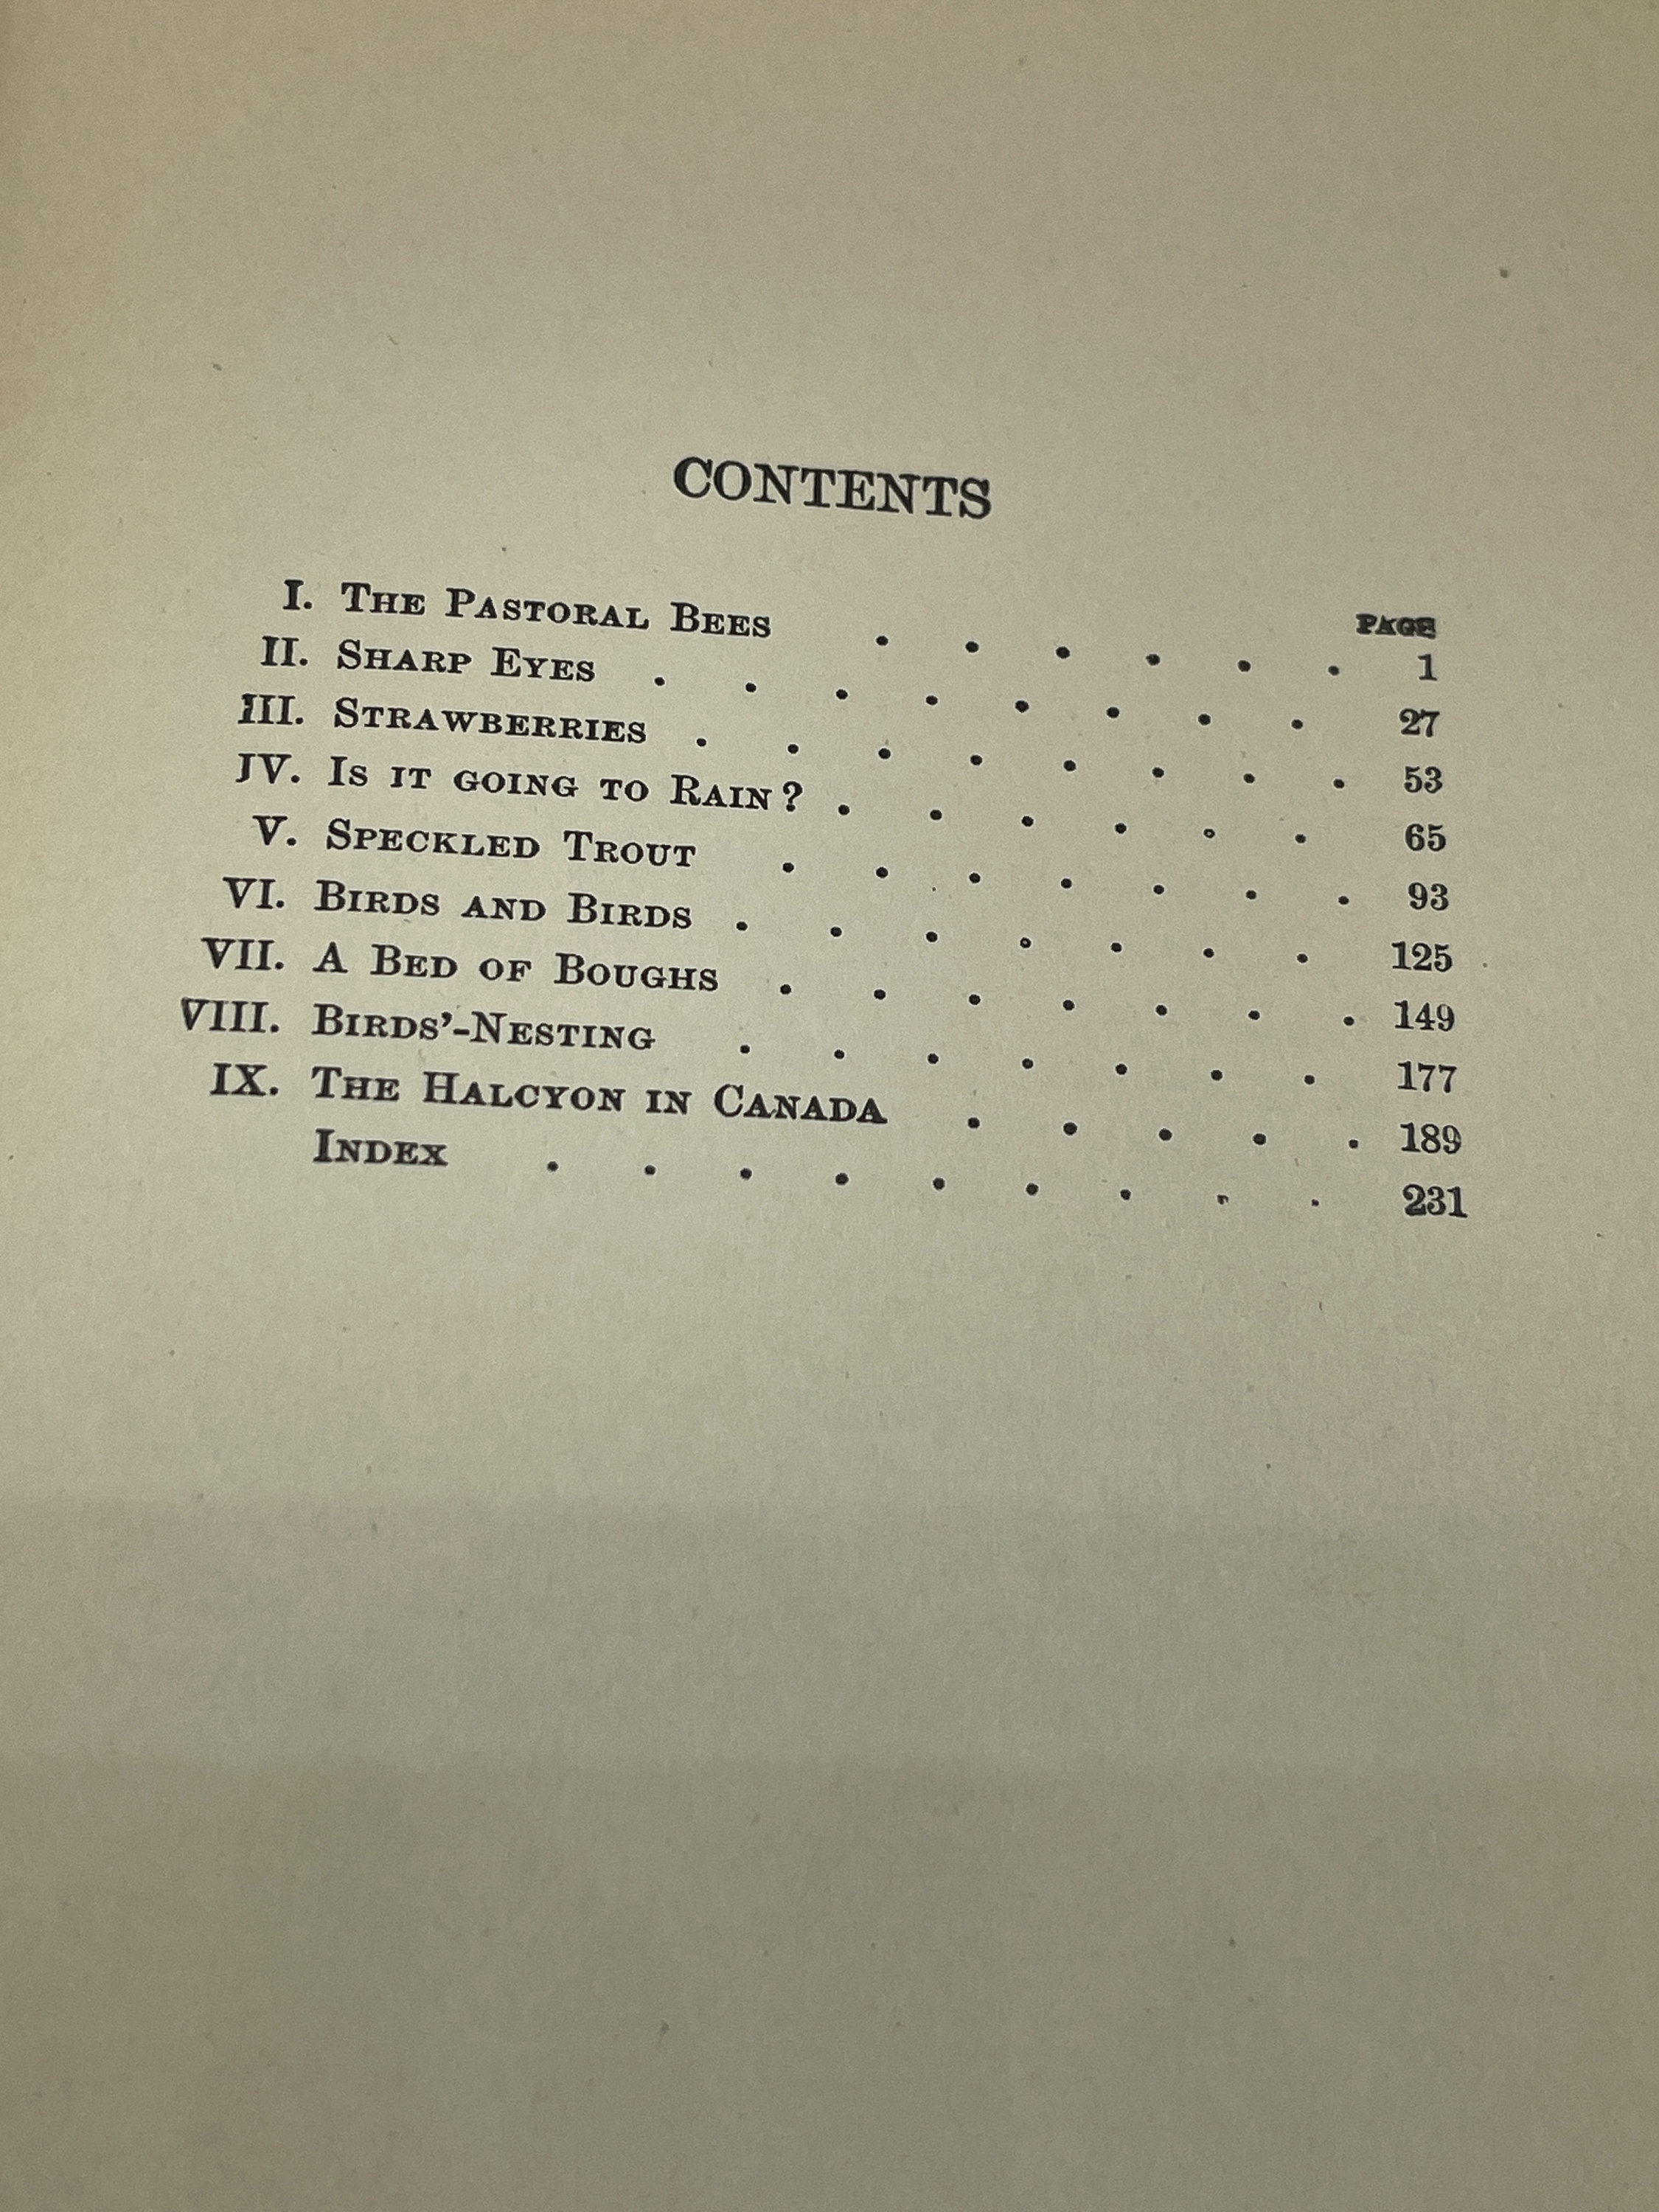 CONTENTS
PAGE
I. THE PASTORAL BEES . . . . . . 1
II. SHARP EYES . . . . . . . . 27
III. STRAWBERRIES . . . . . . . . 53
IV. IS IT GOING TO RAIN? . . . . . . 65
V. SPECKLED TROUT . . . . . . . 93
VI. BIRDS AND BIRDS . . . . . . . 125
VII. A BED OF BOUGHS . . . . . . . 149
VIII. BIRDS'-NESTING . . . . . . . 177
IX. THE HALCYON IN CANADA . . . . . 189
INDEX . . . . . . . . . 231